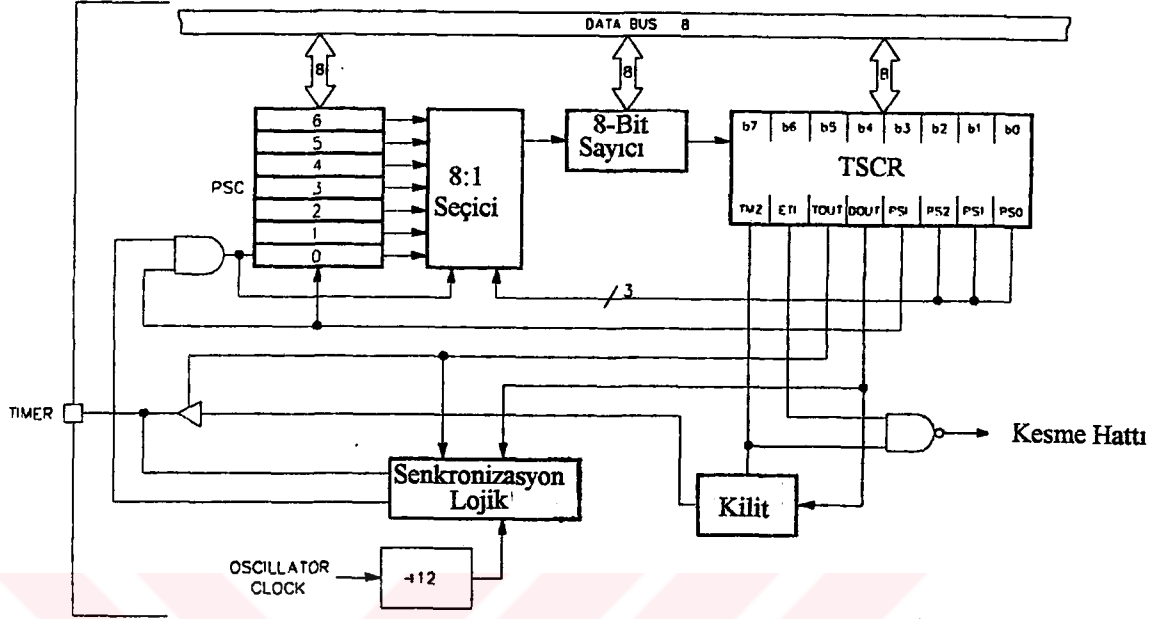 DATA BUS 8
8
8
8
6
5
4
3
2
1
0
PSC
8:1
Seçici
8-Bit
Sayıcı
b7 b6 b5 b4 b3 b2 b1 b0
TSCR
TMZ ETI TOUT DOUT PSI PS2 PS1 PS0
3
TIMER
Senkronizasyon
Lojik
Kilit
Kesme Hattı
OSCILLATOR
CLOCK
÷12